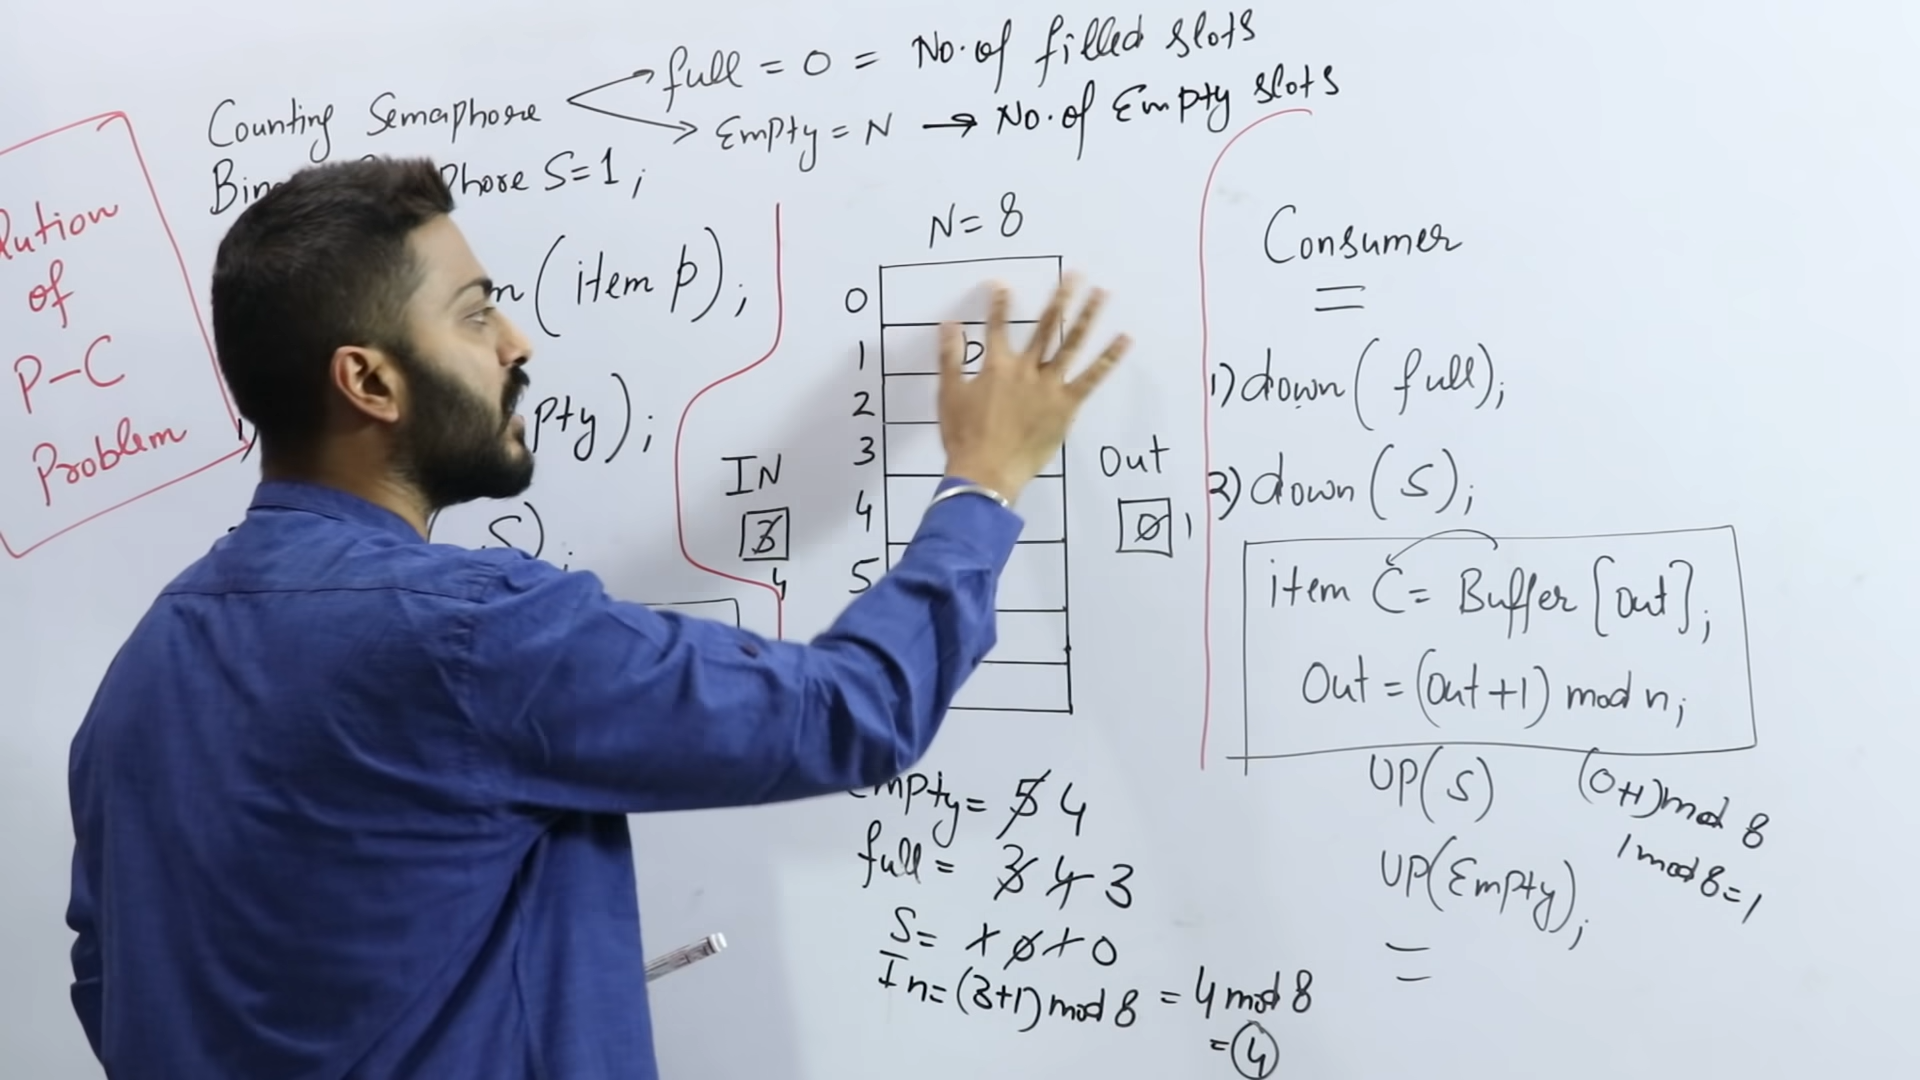 Counting Semaphore
full = 0 = No. of filled slots
Empty = N → No. of Empty slots
S=1;
lution
of
P-C
Problem
(item p);
pty);
S)
N = 8
0
1 b
2
3
4
5
IN
3
4
Out
0 1
Empty = 5 4
full = 3 4 3
S= 1 0 1 0
In=(3+1) mod 8 = 4 mod 8
= 4
Consumer
1) down(full);
2) down(S);
item C = Buffer [out];
Out = (out+1) mod n;
UP(S)
UP(Empty);
(0+1) mod 8
1 mod 8 = 1